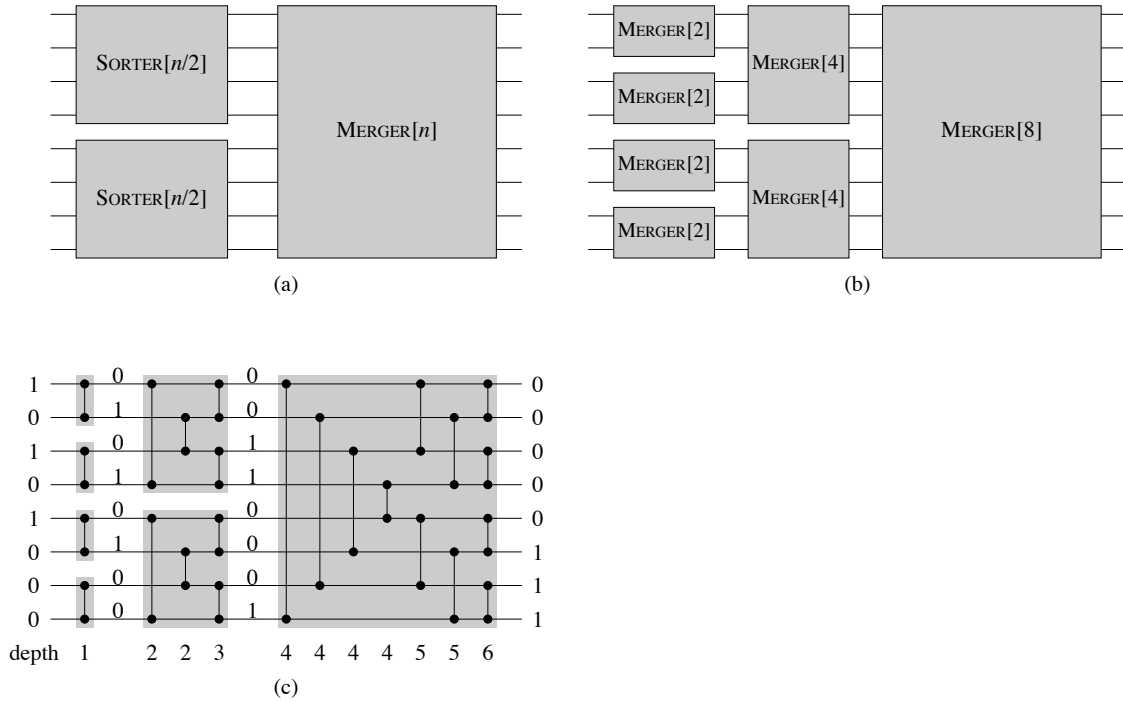 SORTER[n/2]
MERGER[n]
SORTER[n/2]
(a)
MERGER[2]
MERGER[4]
MERGER[2]
MERGER[8]
MERGER[2]
MERGER[4]
MERGER[2]
(b)
1 0 0 0
0 1 0 0
1 0 1 0
0 1 1 0
1 0 0 0
0 1 0 1
0 0 0 1
0 0 1 1
depth 1 2 2 3 4 4 4 4 5 5 6
(c)